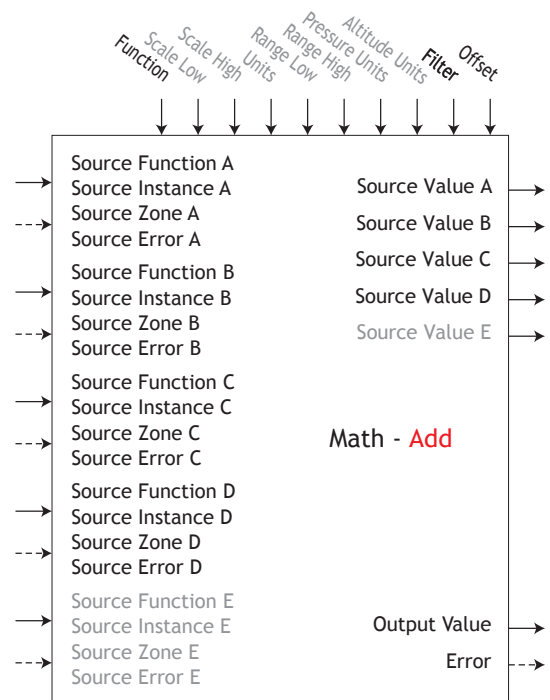 Function
Scale Low
Scale High
Units
Range Low
Range High
Pressure Units
Altitude Units
Filter
Offset
Source Function A
Source Instance A
Source Zone A
Source Error A
Source Function B
Source Instance B
Source Zone B
Source Error B
Source Function C
Source Instance C
Source Zone C
Source Error C
Source Function D
Source Instance D
Source Zone D
Source Error D
Source Function E
Source Instance E
Source Zone E
Source Error E
Source Value A
Source Value B
Source Value C
Source Value D
Source Value E
Math - Add
Output Value
Error